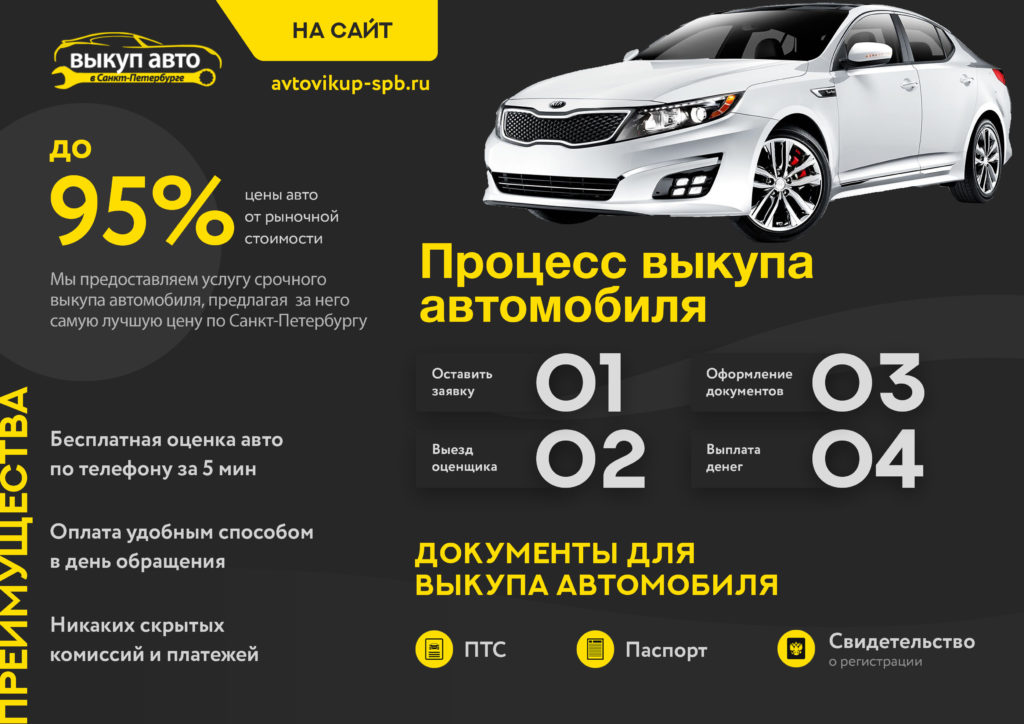 выкуп авто
в Санкт-Петербурге
НА САЙТ
avtovikup-spb.ru
до
95%
цены авто
от рыночной
стоимости
Мы предоставляем услугу срочного
выкупа автомобиля, предлагая за него
самую лучшую цену по Санкт-Петербургу
ПРЕИМУЩЕСТВА
Бесплатная оценка авто
по телефону за 5 мин
Оплата удобным способом
в день обращения
Никаких скрытых
комиссий и платежей
Процесс выкупа
автомобиля
Оставить
заявку
01
Выезд
оценщика
02
Оформление
документов
03
Выплата
денег
04
ДОКУМЕНТЫ ДЛЯ
ВЫКУПА АВТОМОБИЛЯ
ПТС
Паспорт
Свидетельство
о регистрации